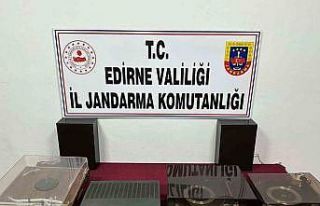 T.C.
EDİRNE VALİLİĞİ
İL JANDARMA KOMUTANLIĞI